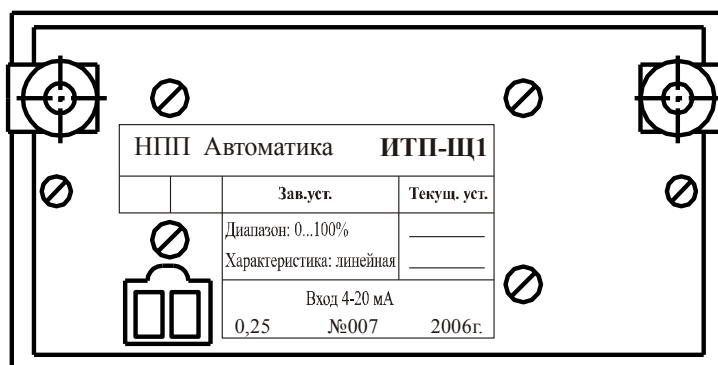 НПП Автоматика ИТП-Щ1
Зав.уст. Текущ. уст.
Диапазон: 0...100%
Характеристика: линейная
Вход 4-20 мА
0,25 №007 2006г.